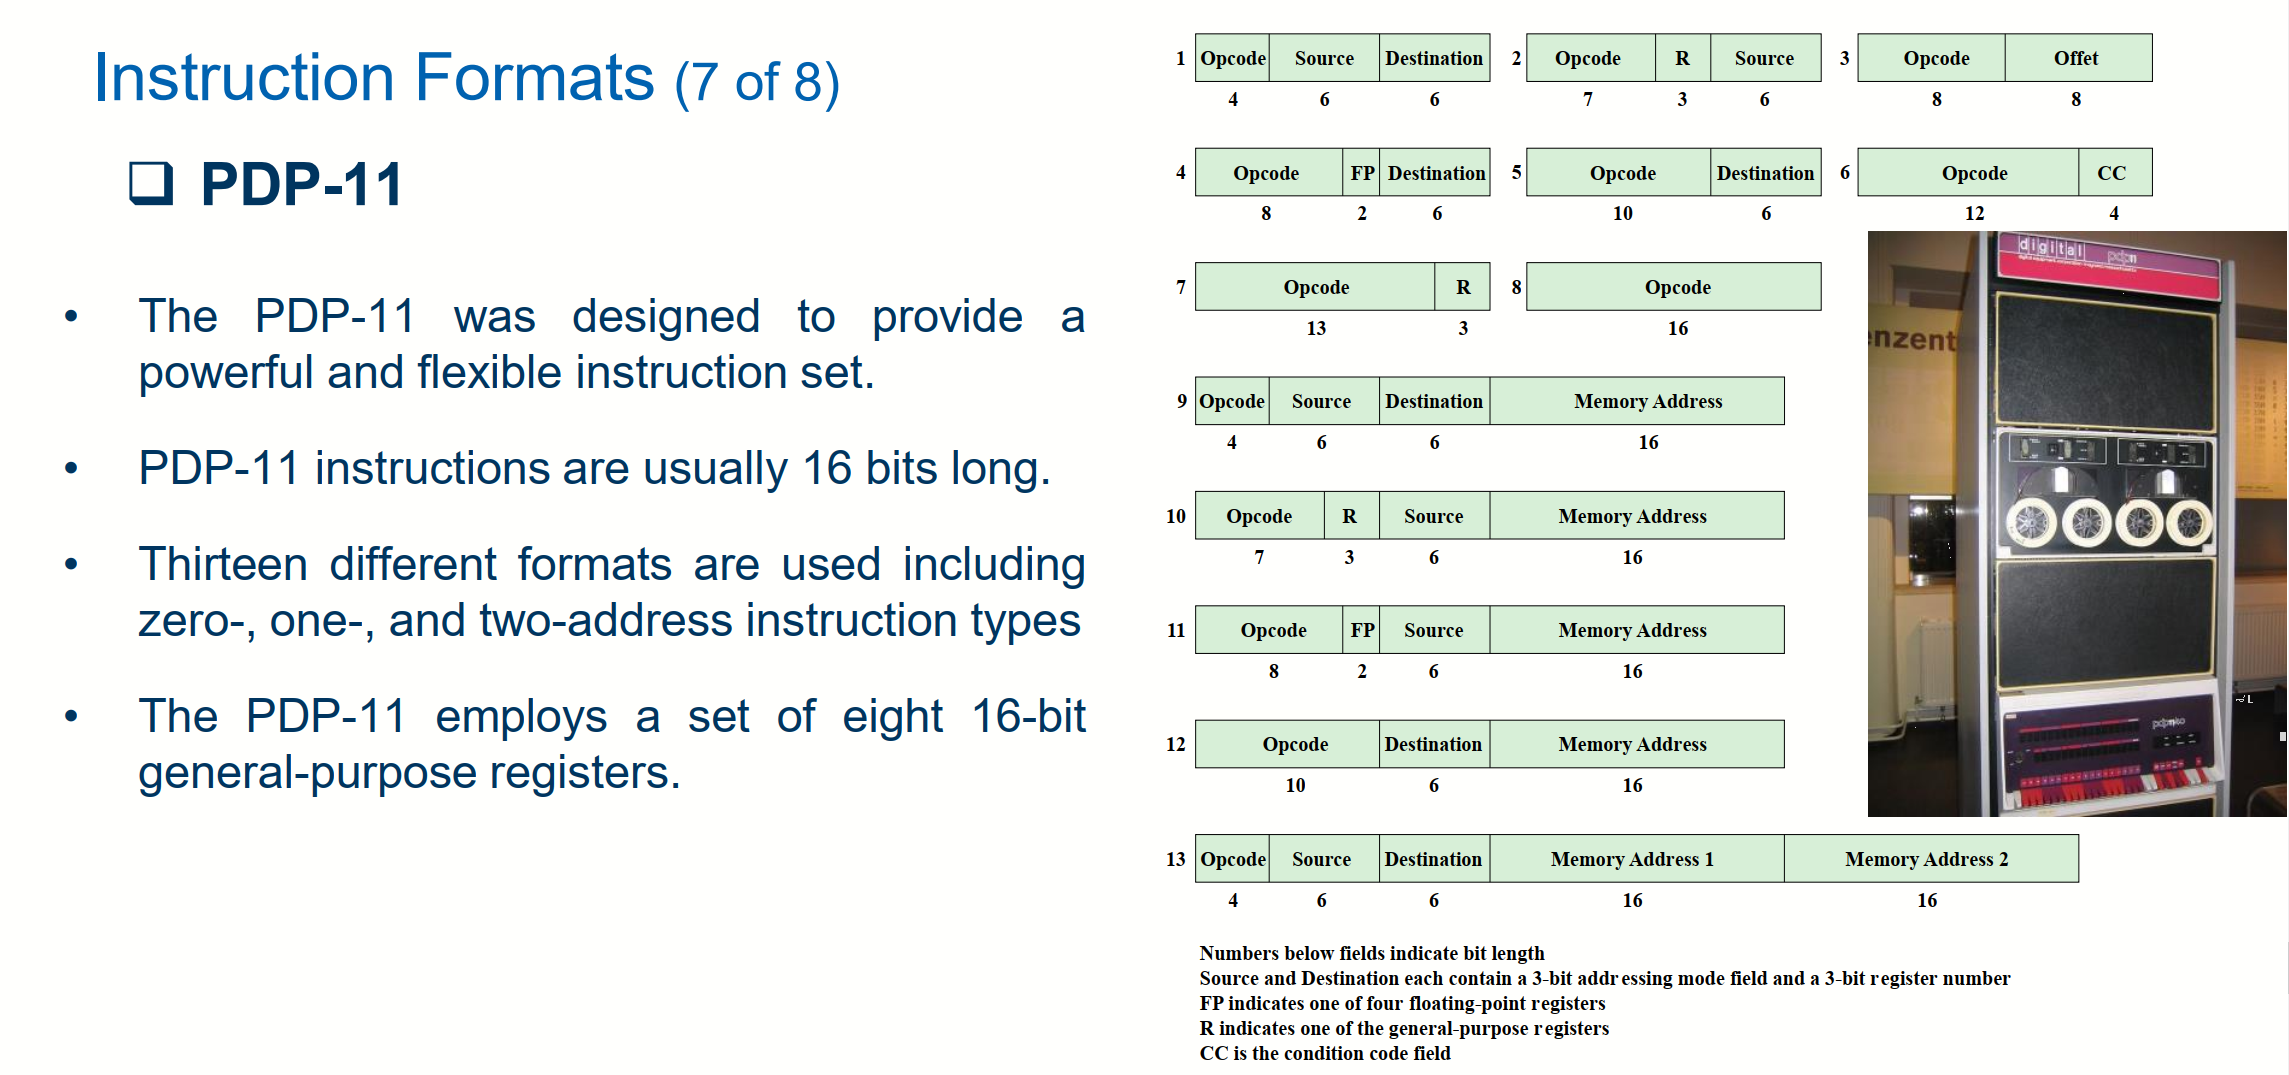 Instruction Formats (7 of 8)
PDP-11
• The PDP-11 was designed to provide a
powerful and flexible instruction set.
• PDP-11 instructions are usually 16 bits long.
• Thirteen different formats are used including
zero-, one-, and two-address instruction types
• The PDP-11 employs a set of eight 16-bit
general-purpose registers.
1 Opcode Source Destination 2 Opcode R Source 3 Opcode Offet
4 6 6 7 3 6 8 8
4 Opcode FP Destination 5 Opcode Destination 6 Opcode CC
8 2 6 10 6 12 4
7 Opcode R 8 Opcode
13 3 16
9 Opcode Source Destination Memory Address
4 6 6 16
10 Opcode R Source Memory Address
7 3 6 16
11 Opcode FP Source Memory Address
8 2 6 16
12 Opcode Destination Memory Address
10 6 16
13 Opcode Source Destination Memory Address 1 Memory Address 2
4 6 6 16 16
Numbers below fields indicate bit length
Source and Destination each contain a 3-bit addressing mode field and a 3-bit register number
FP indicates one of four floating-point registers
R indicates one of the general-purpose registers
CC is the condition code field
digital
enzent